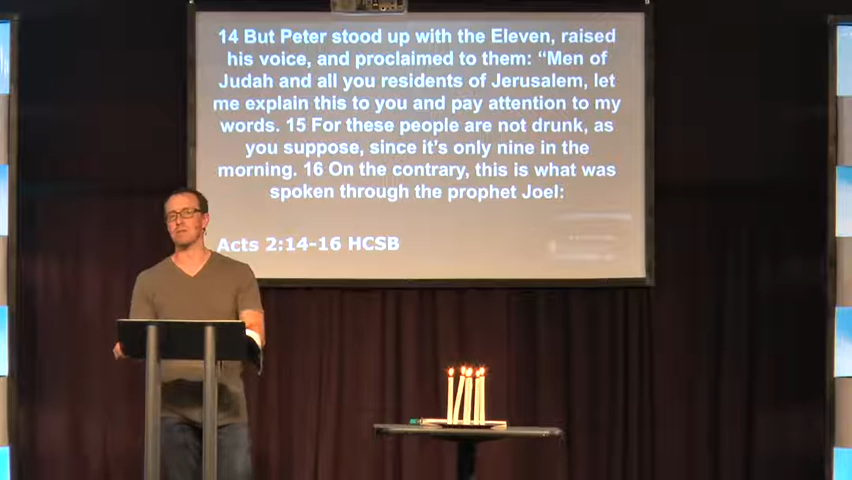 14 But Peter stood up with the Eleven, raised
his voice, and proclaimed to them: “Men of
Judah and all you residents of Jerusalem, let
me explain this to you and pay attention to my
words. 15 For these people are not drunk, as
you suppose, since it’s only nine in the
morning. 16 On the contrary, this is what was
spoken through the prophet Joel:
Acts 2:14-16 HCSB